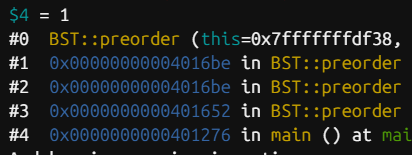 $4 = 1
#0 BST::preorder (this=0x7fffffffdf38,
#1 0x00000000004016be in BST::preorder
#2 0x00000000004016be in BST::preorder
#3 0x0000000000401652 in BST::preorder
#4 0x0000000000401276 in main () at mai